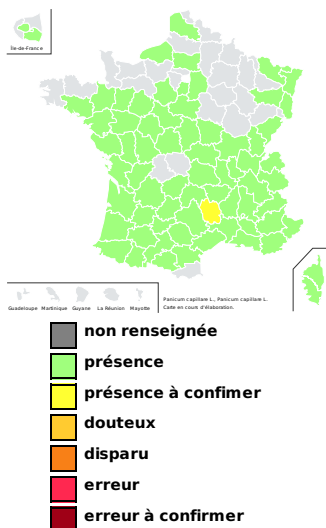 Île-de-France
Guadeloupe Martinique Guyane La Réunion Mayotte
Panicum capillare L., Panicum capillare L.
Carte en cours d'élaboration.
non renseignée
présence
présence à confimer
douteux
disparu
erreur
erreur à confirmer